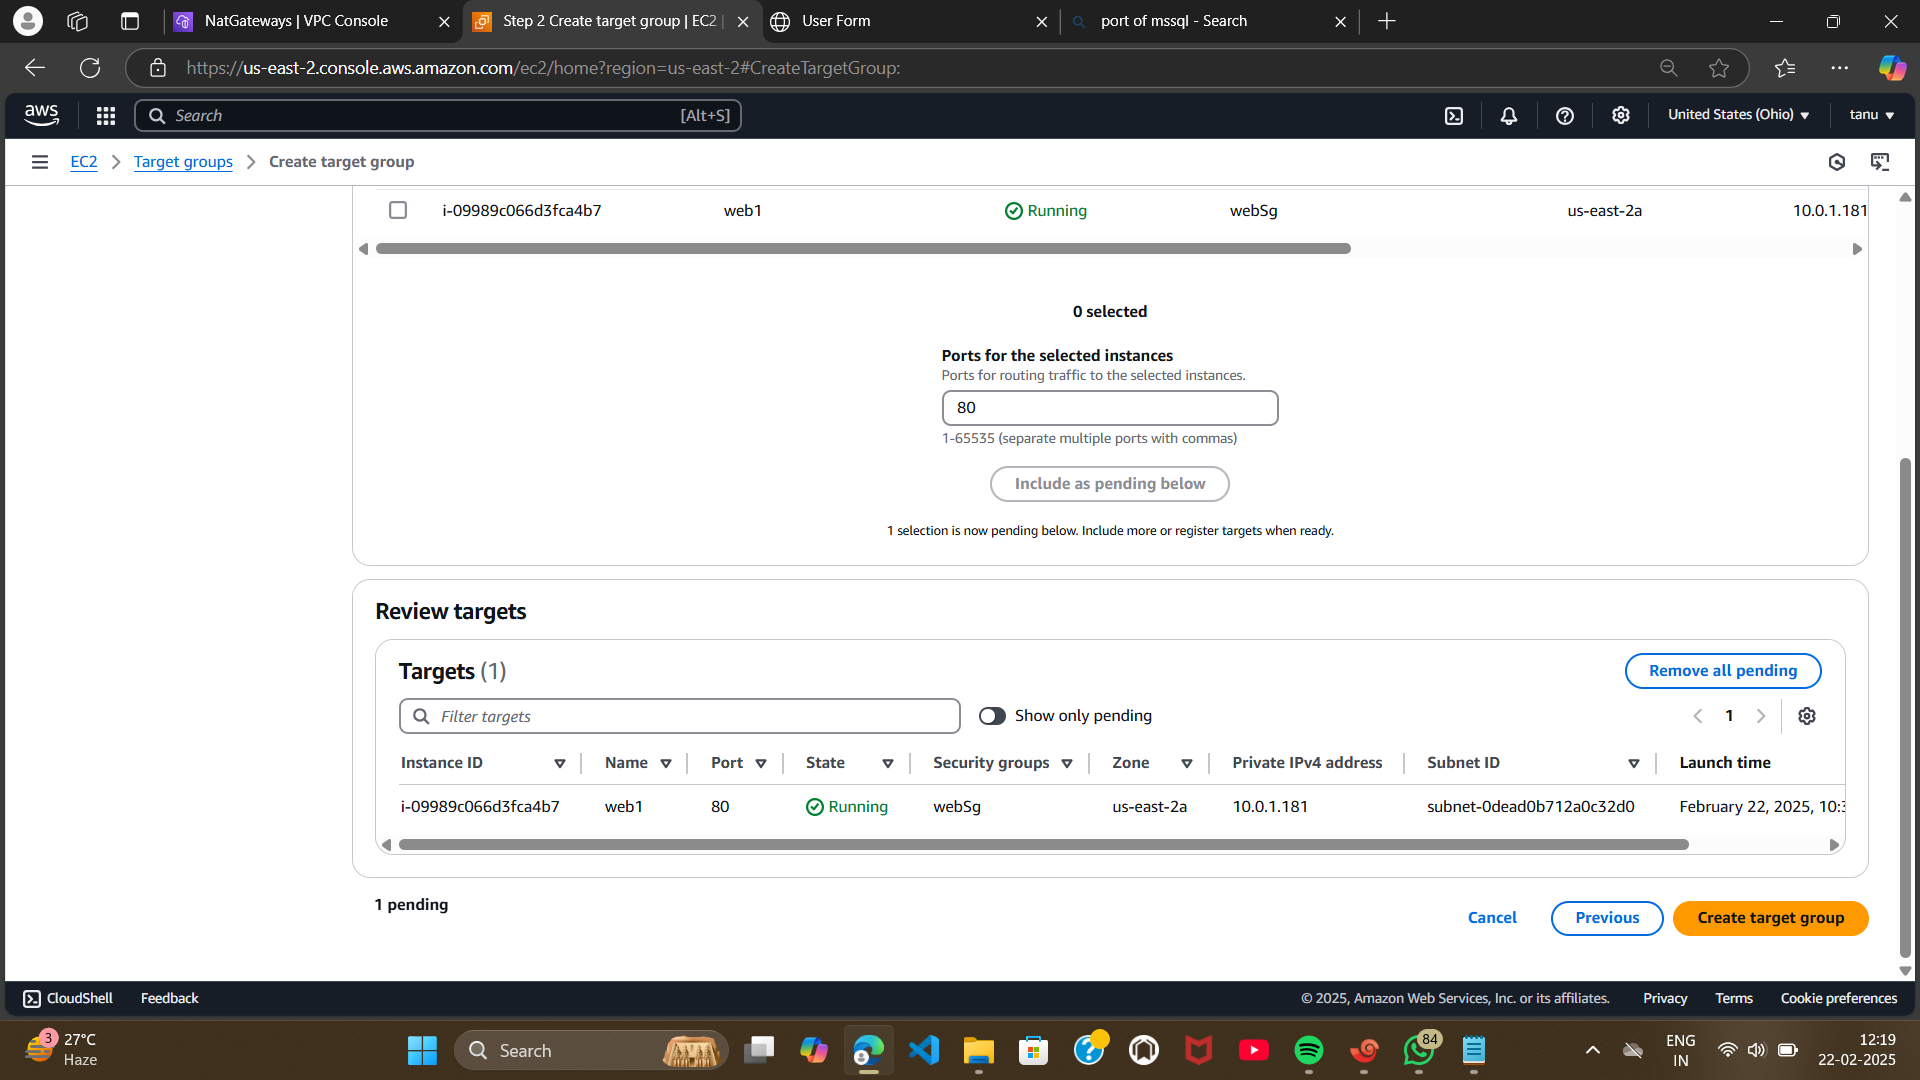 NatGateways | VPC Console
Step 2 Create target group | EC2 |
User Form
port of mssql - Search
https://us-east-2.console.aws.amazon.com/ec2/home?region=us-east-2#CreateTargetGroup:
aws
Search
[Alt+S]
United States (Ohio)
tanu
EC2
Target groups
Create target group
i-09989c066d3fca4b7 web1 Running webSg us-east-2a 10.0.1.181
0 selected
Ports for the selected instances
Ports for routing traffic to the selected instances.
80
1-65535 (separate multiple ports with commas)
Include as pending below
1 selection is now pending below. Include more or register targets when ready.
Review targets
Targets (1)
Remove all pending
Filter targets
Show only pending
1
Instance ID Name Port State Security groups Zone Private IPv4 address Subnet ID Launch time
i-09989c066d3fca4b7 web1 80 Running webSg us-east-2a 10.0.1.181 subnet-0dead0b712a0c32d0 February 22, 2025, 10:3
1 pending
Cancel
Previous
Create target group
CloudShell
Feedback
© 2025, Amazon Web Services, Inc. or its affiliates.
Privacy
Terms
Cookie preferences
3
27°C
Haze
Search
84
ENG
IN
12:19
22-02-2025